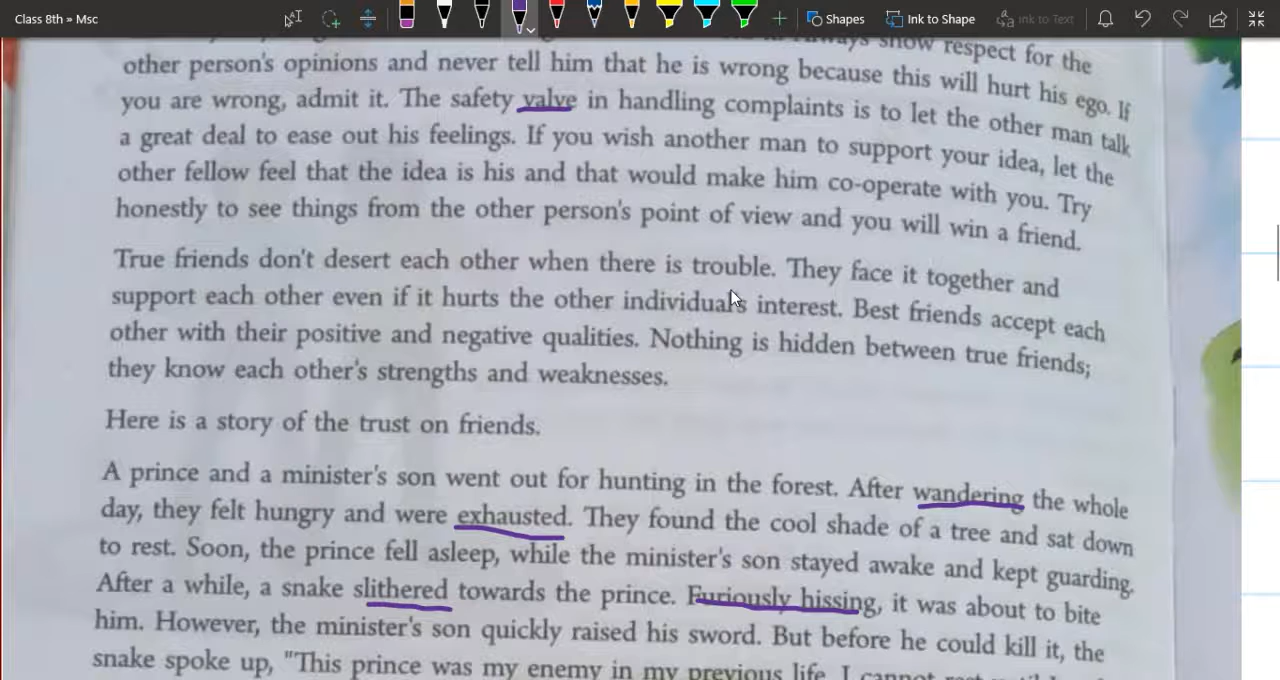 Class 8th » Msc
Shapes
Ink to Shape
Ink to Text
Always show respect for the
other person's opinions and never tell him that he is wrong because this will hurt his ego. If
you are wrong, admit it. The safety valve in handling complaints is to let the other man talk
a great deal to ease out his feelings. If you wish another man to support your idea, let the
other fellow feel that the idea is his and that would make him co-operate with you. Try
honestly to see things from the other person's point of view and you will win a friend.
True friends don't desert each other when there is trouble. They face it together and
support each other even if it hurts the other individual's interest. Best friends accept each
other with their positive and negative qualities. Nothing is hidden between true friends;
they know each other's strengths and weaknesses.
Here is a story of the trust on friends.
A prince and a minister's son went out for hunting in the forest. After wandering the whole
day, they felt hungry and were exhausted. They found the cool shade of a tree and sat down
to rest. Soon, the prince fell asleep, while the minister's son stayed awake and kept guarding.
After a while, a snake slithered towards the prince. Furiously hissing, it was about to bite
him. However, the minister's son quickly raised his sword. But before he could kill it, the
snake spoke up, "This prince was my enemy in my previous life. I cannot